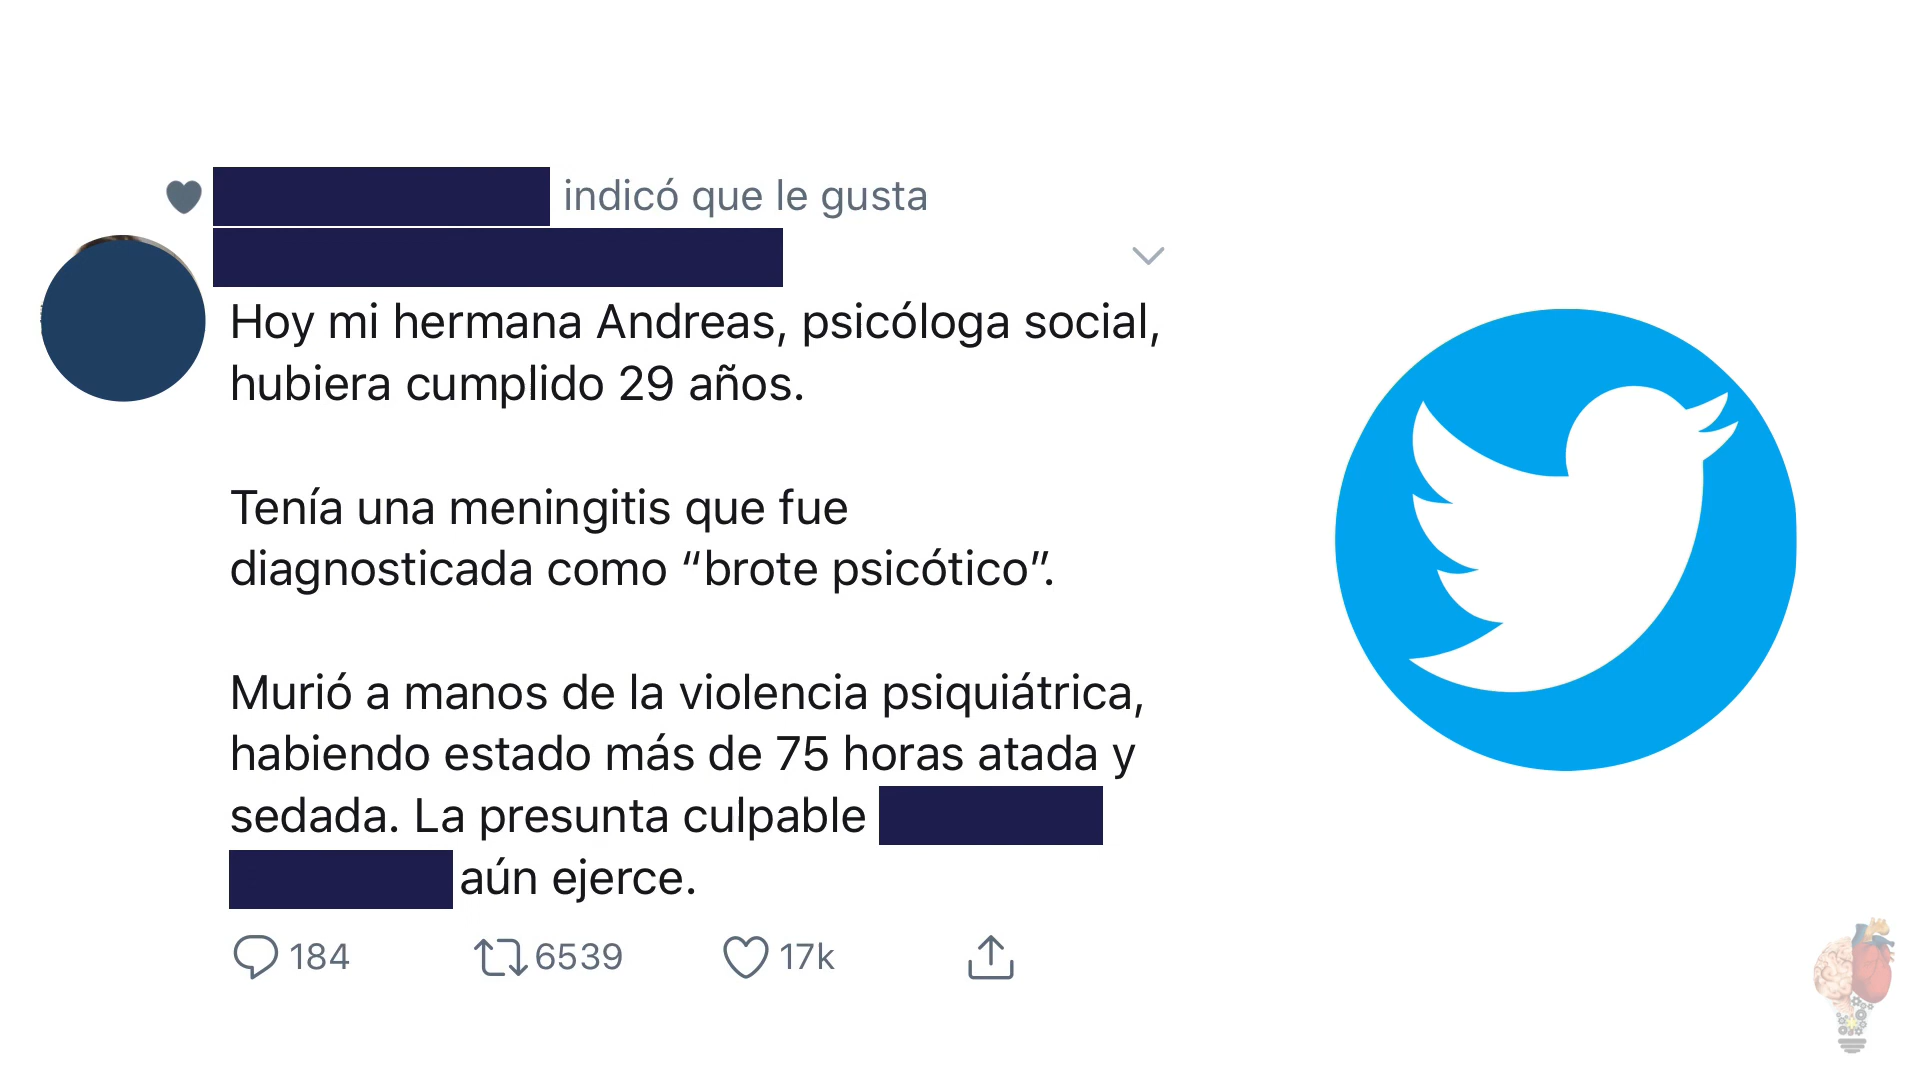 indicó que le gusta
Hoy mi hermana Andreas, psicóloga social,
hubiera cumplido 29 años.
Tenía una meningitis que fue
diagnosticada como “brote psicótico”.
Murió a manos de la violencia psiquiátrica,
habiendo estado más de 75 horas atada y
sedada. La presunta culpable
aún ejerce.
184 6539 17k